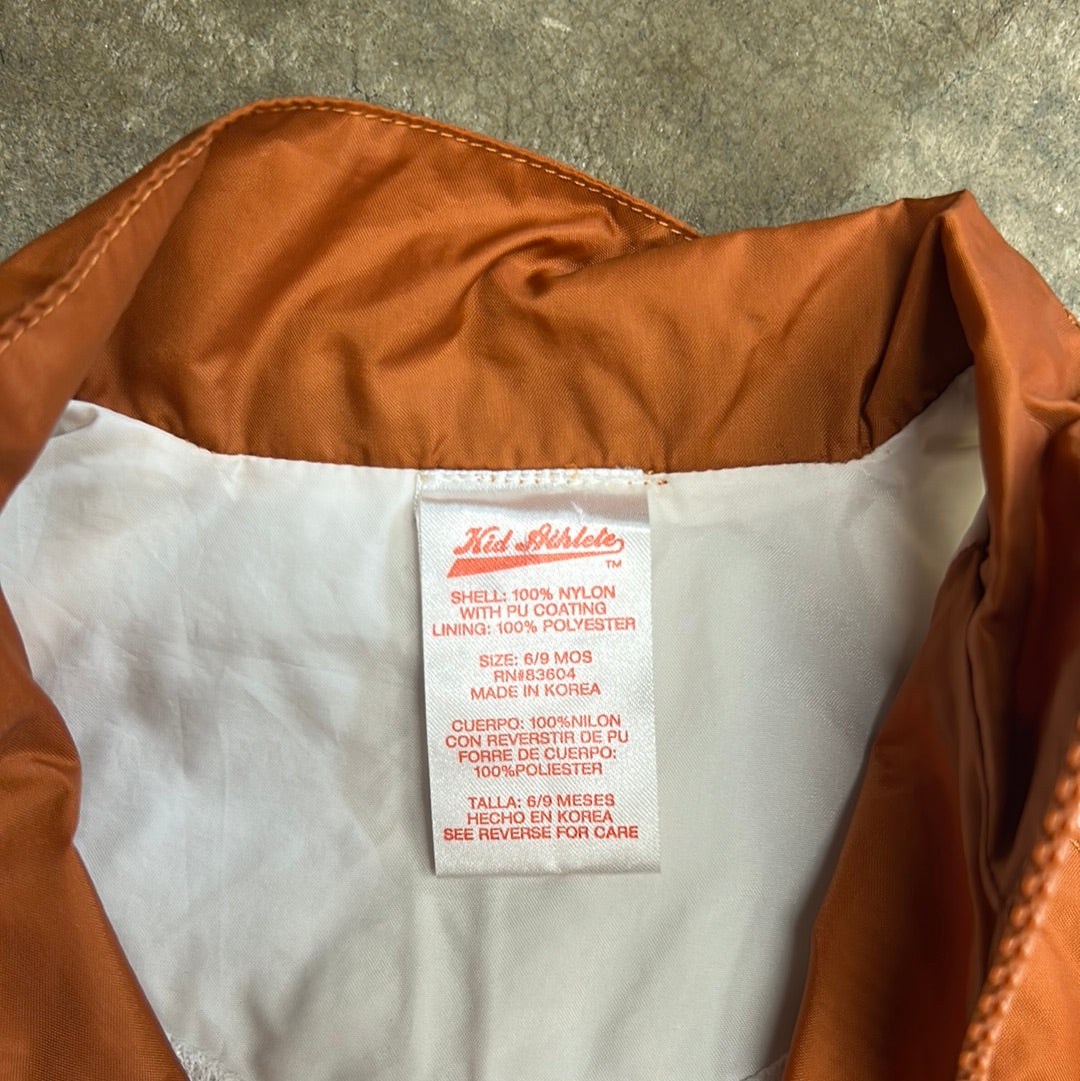 Kid Athlete
TM
SHELL: 100% NYLON
WITH PU COATING
LINING: 100% POLYESTER
SIZE: 6/9 MOS
RN#83604
MADE IN KOREA
CUERPO: 100%NILON
CON REVERSTIR DE PU
FORRE DE CUERPO:
100%POLIESTER
TALLA: 6/9 MESES
HECHO EN KOREA
SEE REVERSE FOR CARE